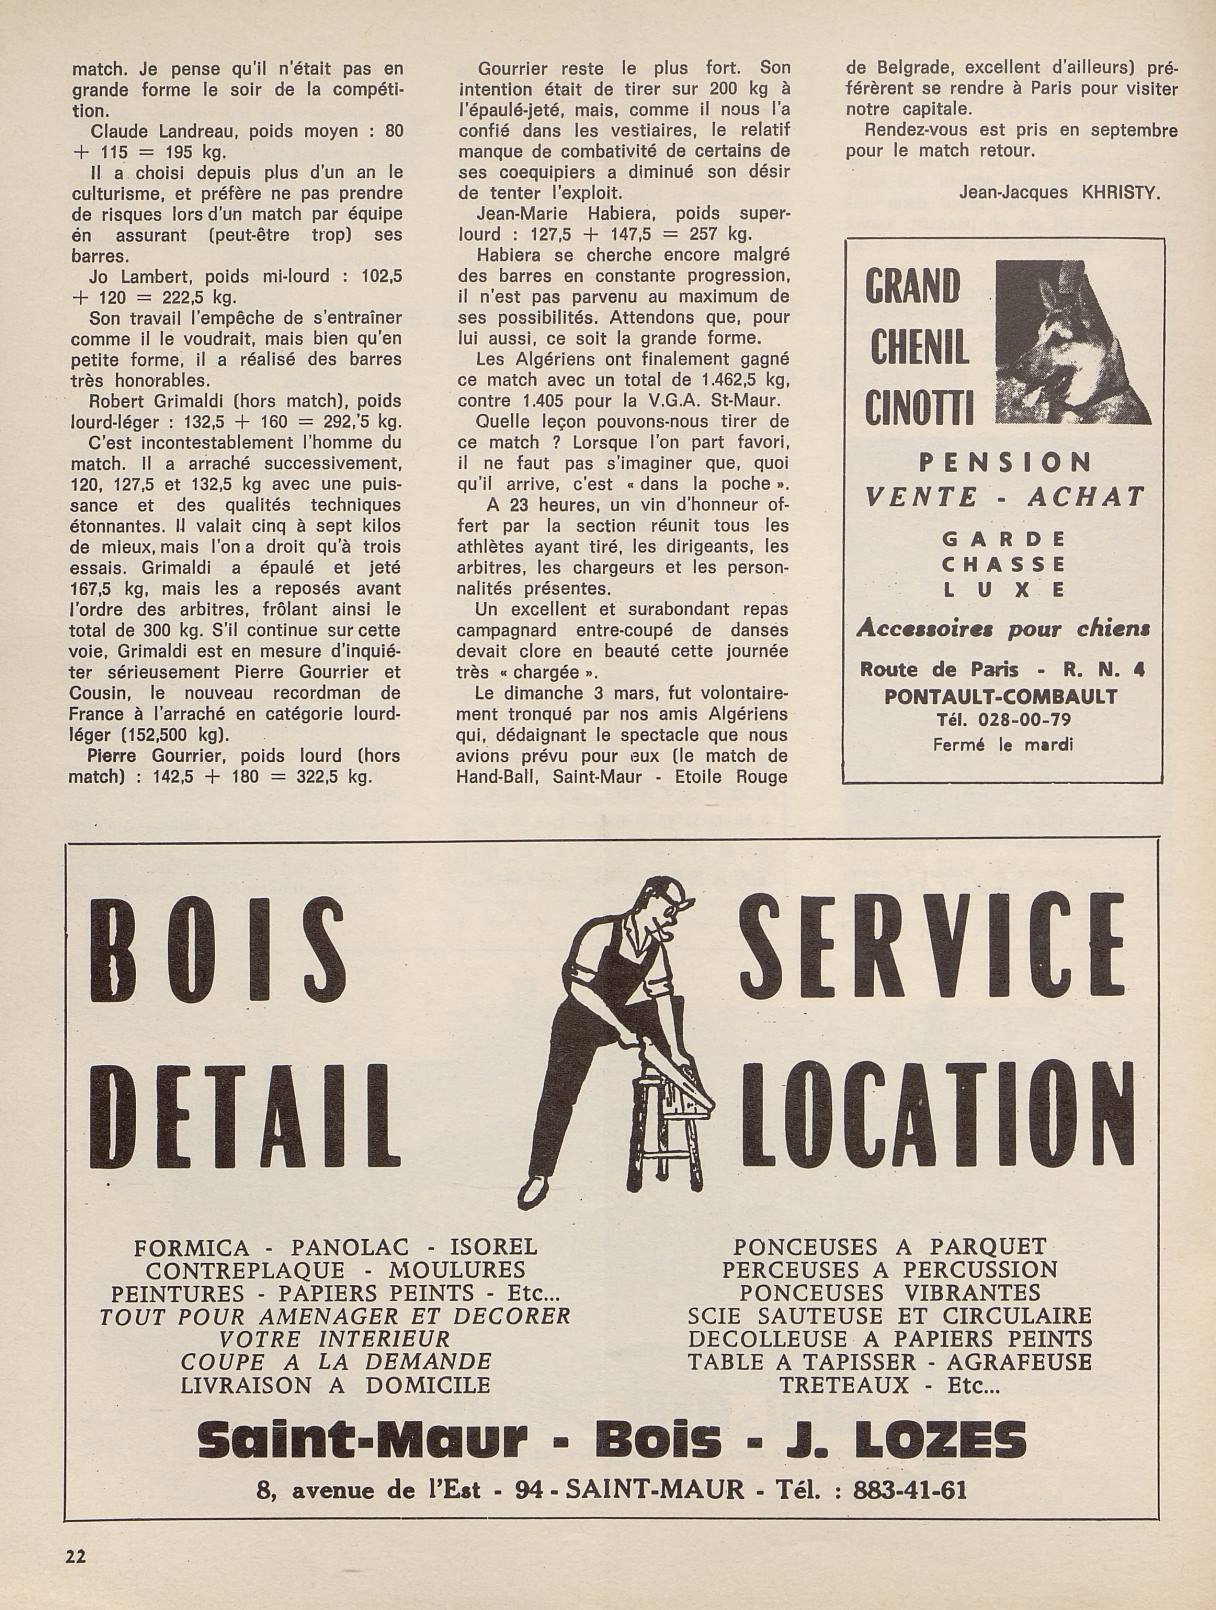 match. Je pense qu'il n'était pas en
grande forme le soir de la compéti-
tion.
Claude Landreau, poids moyen : 80
+ 115 = 195 kg.
Il a choisi depuis plus d'un an le
culturisme, et préfère ne pas prendre
de risques lors d'un match par équipe
én assurant (peut-être trop) ses
barres.
Jo Lambert, poids mi-lourd : 102,5
+ 120 = 222,5 kg.
Son travail l'empêche de s'entraîner
comme il le voudrait, mais bien qu'en
petite forme, il a réalisé des barres
très honorables.
Robert Grimaldi (hors match), poids
lourd-léger : 132,5 + 160 = 292,'5 kg.
C'est incontestablement l'homme du
match. Il a arraché successivement,
120, 127,5 et 132,5 kg avec une puis-
sance et des qualités techniques
étonnantes. Il valait cinq à sept kilos
de mieux, mais l'on a droit qu'à trois
essais. Grimaldi a épaulé et jeté
167,5 kg, mais les a reposés avant
l'ordre des arbitres, frôlant ainsi le
total de 300 kg. S'il continue sur cette
voie, Grimaldi est en mesure d'inquié-
ter sérieusement Pierre Gourrier et
Cousin, le nouveau recordman de
France à l'arraché en catégorie lourd-
léger (152,500 kg).
Pierre Gourrier, poids lourd (hors
match) : 142,5 + 180 = 322,5 kg.
Gourrier reste le plus fort. Son
intention était de tirer sur 200 kg à
l'épaulé-jeté, mais, comme il nous l'a
confié dans les vestiaires, le relatif
manque de combativité de certains de
ses coequipiers a diminué son désir
de tenter l'exploit.
Jean-Marie Habiera, poids super-
lourd : 127,5 + 147,5 = 257 kg.
Habiera se cherche encore malgré
des barres en constante progression,
il n'est pas parvenu au maximum de
ses possibilités. Attendons que, pour
lui aussi, ce soit la grande forme.
Les Algériens ont finalement gagné
ce match avec un total de 1.462,5 kg,
contre 1.405 pour la V.G.A. St-Maur.
Quelle leçon pouvons-nous tirer de
ce match ? Lorsque l'on part favori,
il ne faut pas s'imaginer que, quoi
qu'il arrive, c'est « dans la poche ».
A 23 heures, un vin d'honneur of-
fert par la section réunit tous les
athlètes ayant tiré, les dirigeants, les
arbitres, les chargeurs et les person-
nalités présentes.
Un excellent et surabondant repas
campagnard entre-coupé de danses
devait clore en beauté cette journée
très « chargée ».
Le dimanche 3 mars, fut volontaire-
ment tronqué par nos amis Algériens
qui, dédaignant le spectacle que nous
avions prévu pour eux (le match de
Hand-Ball, Saint-Maur - Etoile Rouge
de Belgrade, excellent d'ailleurs) pré-
férèrent se rendre à Paris pour visiter
notre capitale.
Rendez-vous est pris en septembre
pour le match retour.
Jean-Jacques KHRISTY.
GRAND
CHENIL
CINOTTI
PENSION
VENTE - ACHAT
GARDE
CHASSE
LUXE
Accessoires pour chiens
Route de Paris - R. N. 4
PONTAULT-COMBAULT
Tél. 028-00-79
Fermé le mardi
BOIS
DETAIL
SERVICE
LOCATION
FORMICA - PANOLAC - ISOREL
CONTREPLAQUE - MOULURES
PEINTURES - PAPIERS PEINTS - Etc...
TOUT POUR AMENAGER ET DECORER
VOTRE INTERIEUR
COUPE A LA DEMANDE
LIVRAISON A DOMICILE
PONCEUSES A PARQUET
PERCEUSES A PERCUSSION
PONCEUSES VIBRANTES
SCIE SAUTEUSE ET CIRCULAIRE
DECOLLEUSE A PAPIERS PEINTS
TABLE A TAPISSER - AGRAFEUSE
TRETEAUX - Etc...
Saint-Maur - Bois - J. LOZES
8, avenue de l'Est - 94 - SAINT-MAUR - Tél. : 883-41-61
22